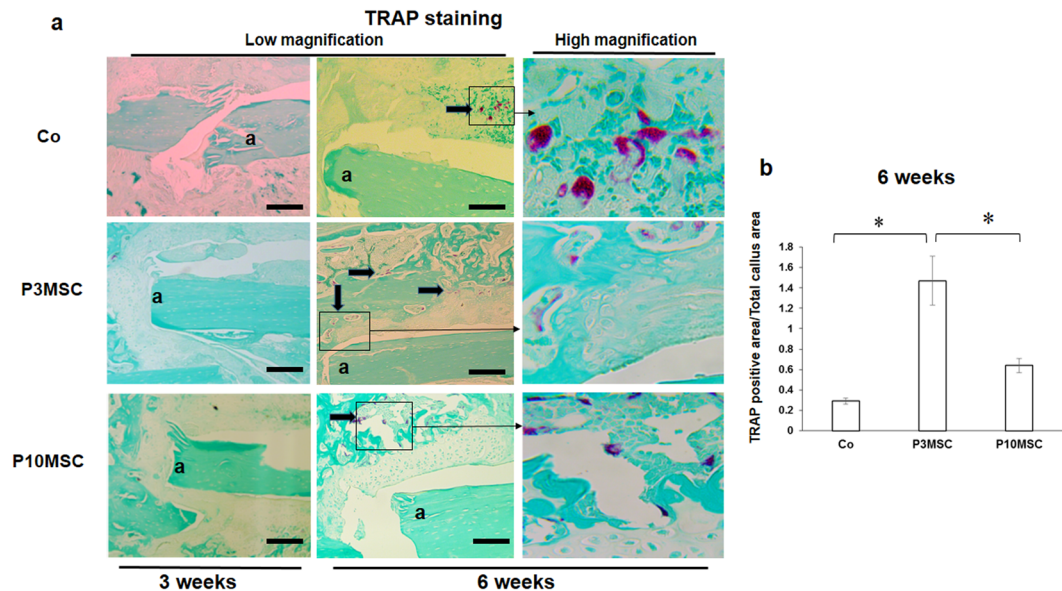 a
TRAP staining
Low magnification
High magnification
Co
a
a
P3MSC
a
a
P10MSC
a
a
3 weeks
6 weeks
b
6 weeks
*
*
TRAP positive area/Total callus area
1.8
1.6
1.4
1.2
1
0.8
0.6
0.4
0.2
0
Co
P3MSC
P10MSC